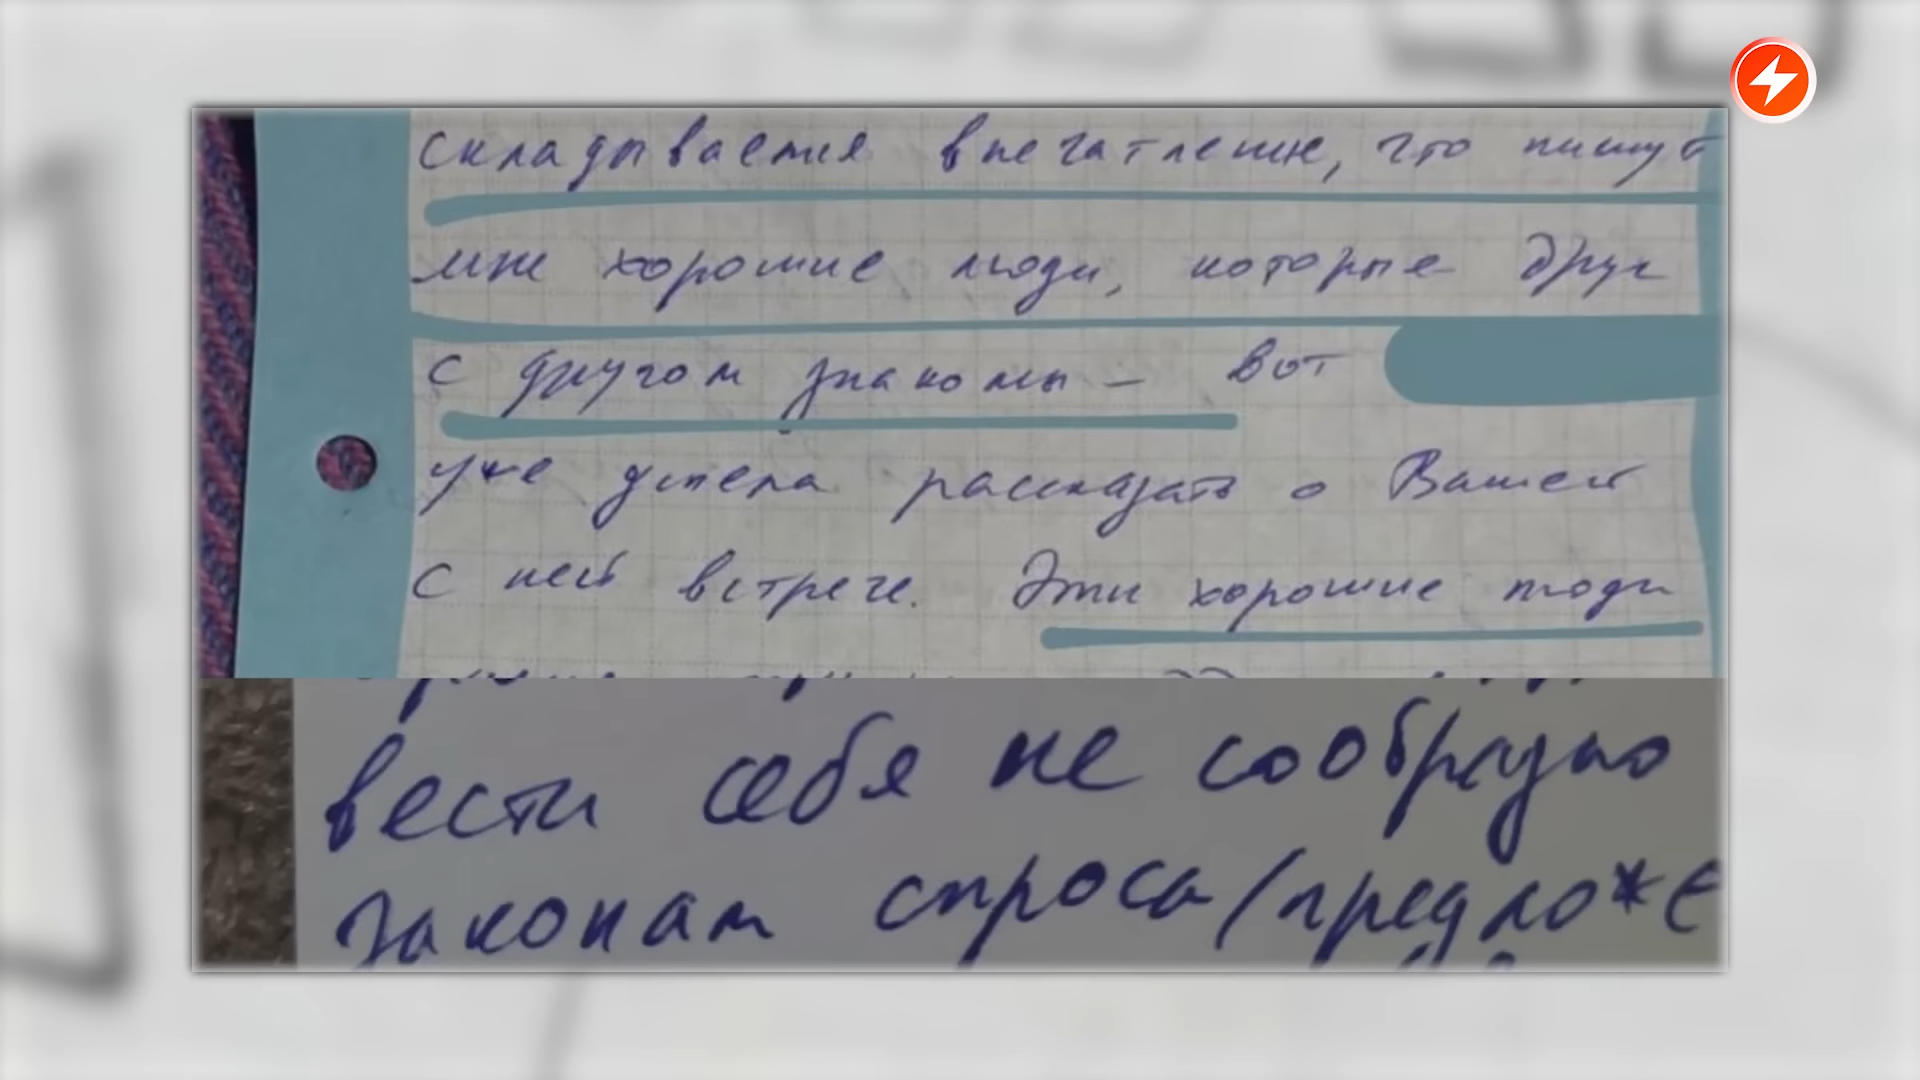 складывается впечатление, что пишут
мне хорошие люди, которые друг
с другом знакомы – вот
уже успела рассказать о Вашей
с ней встрече. Эти хорошие люди
вести себя не сообразно
законам спроса/предложе